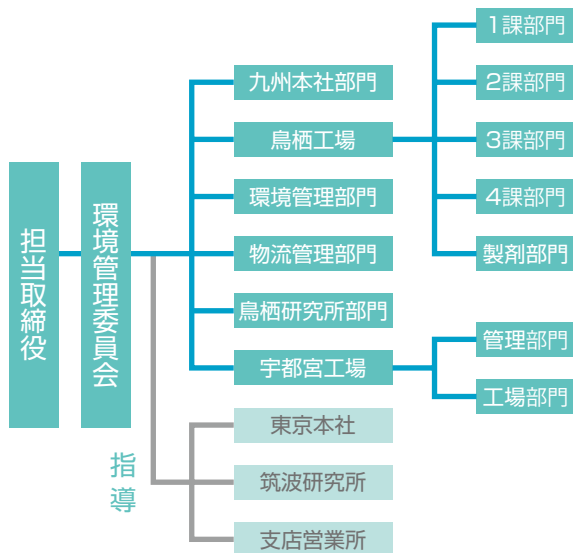 担当取締役
環境管理委員会
指導
九州本社部門
鳥栖工場
環境管理部門
物流管理部門
鳥栖研究所部門
宇都宮工場
東京本社
筑波研究所
支店営業所
1課部門
2課部門
3課部門
4課部門
製剤部門
管理部門
工場部門